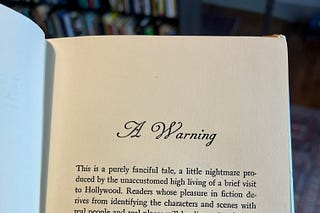 A Warning
This is a purely fanciful tale, a little nightmare pro-
duced by the unaccustomed high living of a brief visit
to Hollywood. Readers whose pleasure in fiction de-
rives from identifying the characters and scenes with
real people and real places will